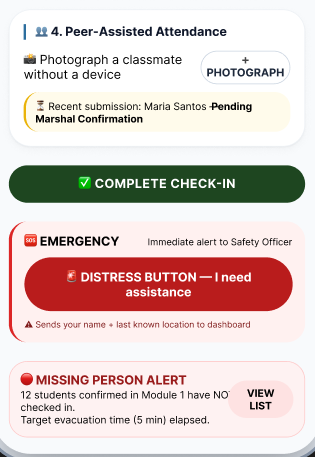 👥 4. Peer-Assisted Attendance
📸 Photograph a classmate
without a device
+
PHOTOGRAPH
⏳ Recent submission: Maria Santos - Pending
Marshal Confirmation
✅ COMPLETE CHECK-IN
🆘 EMERGENCY
Immediate alert to Safety Officer
🚨 DISTRESS BUTTON — I need
assistance
⚠ Sends your name + last known location to dashboard
🔴 MISSING PERSON ALERT
12 students confirmed in Module 1 have NOT
checked in.
Target evacuation time (5 min) elapsed.
VIEW
LIST